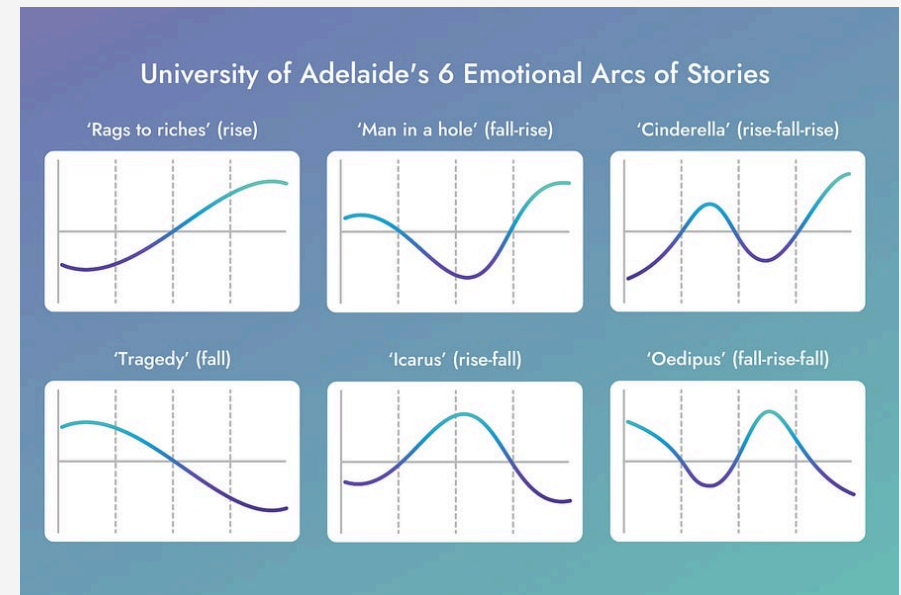 University of Adelaide's 6 Emotional Arcs of Stories
‘Rags to riches’ (rise)
‘Man in a hole’ (fall-rise)
‘Cinderella’ (rise-fall-rise)
‘Tragedy’ (fall)
‘Icarus’ (rise-fall)
‘Oedipus’ (fall-rise-fall)